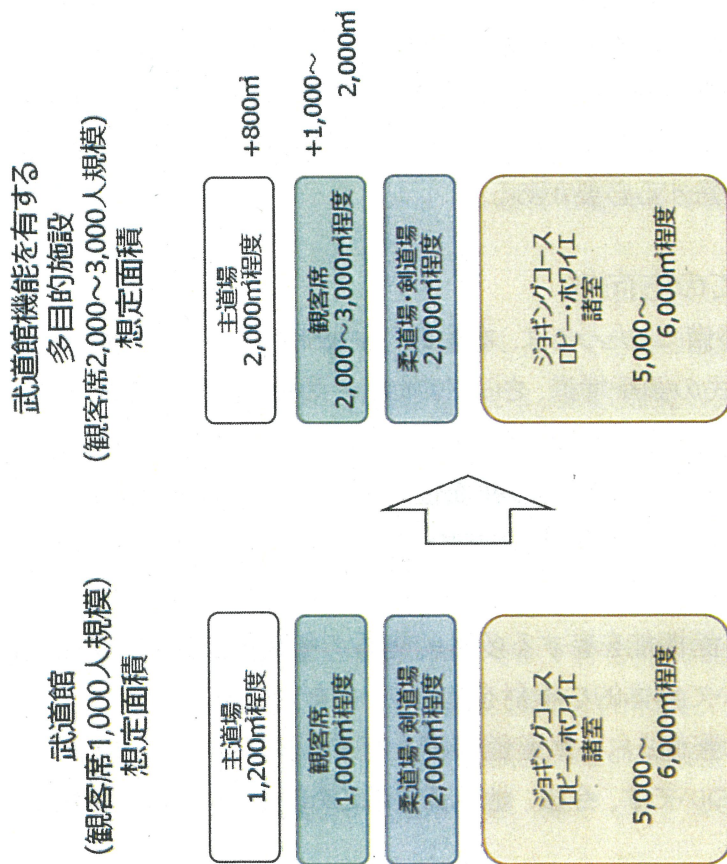 武道館
(観客席1,000人規模)
想定面積
主道場
1,200㎡程度
観客席
1,000㎡程度
柔道場・剣道場
2,000㎡程度
ジョギングコース
ロビー・ホワイエ
諸室
5,000~
6,000㎡程度
武道館機能を有する
多目的施設
(観客席2,000~3,000人規模)
想定面積
主道場
2,000㎡程度
+800㎡
観客席
2,000~3,000㎡程度
+1,000~
2,000㎡
柔道場・剣道場
2,000㎡程度
ジョギングコース
ロビー・ホワイエ
諸室
5,000~
6,000㎡程度